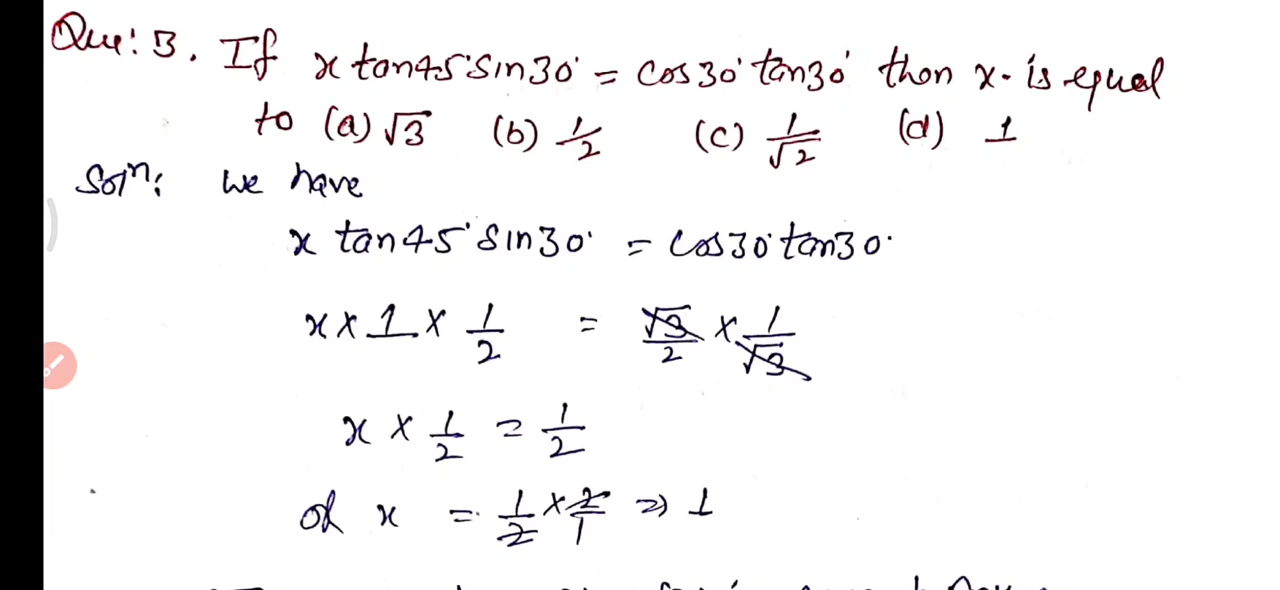 Que: 3. If x tan45° sin30° = cos30° tan30° then x is equal
to (a) √3 (b) 1/2 (c) 1/√2 (d) 1
Solⁿ: we have
x tan45° sin30° = cos30° tan30°
x × 1 × 1/2 = √3/2 × 1/√3
x × 1/2 = 1/2
or x = 1/2 × 2/1 ⇒ 1